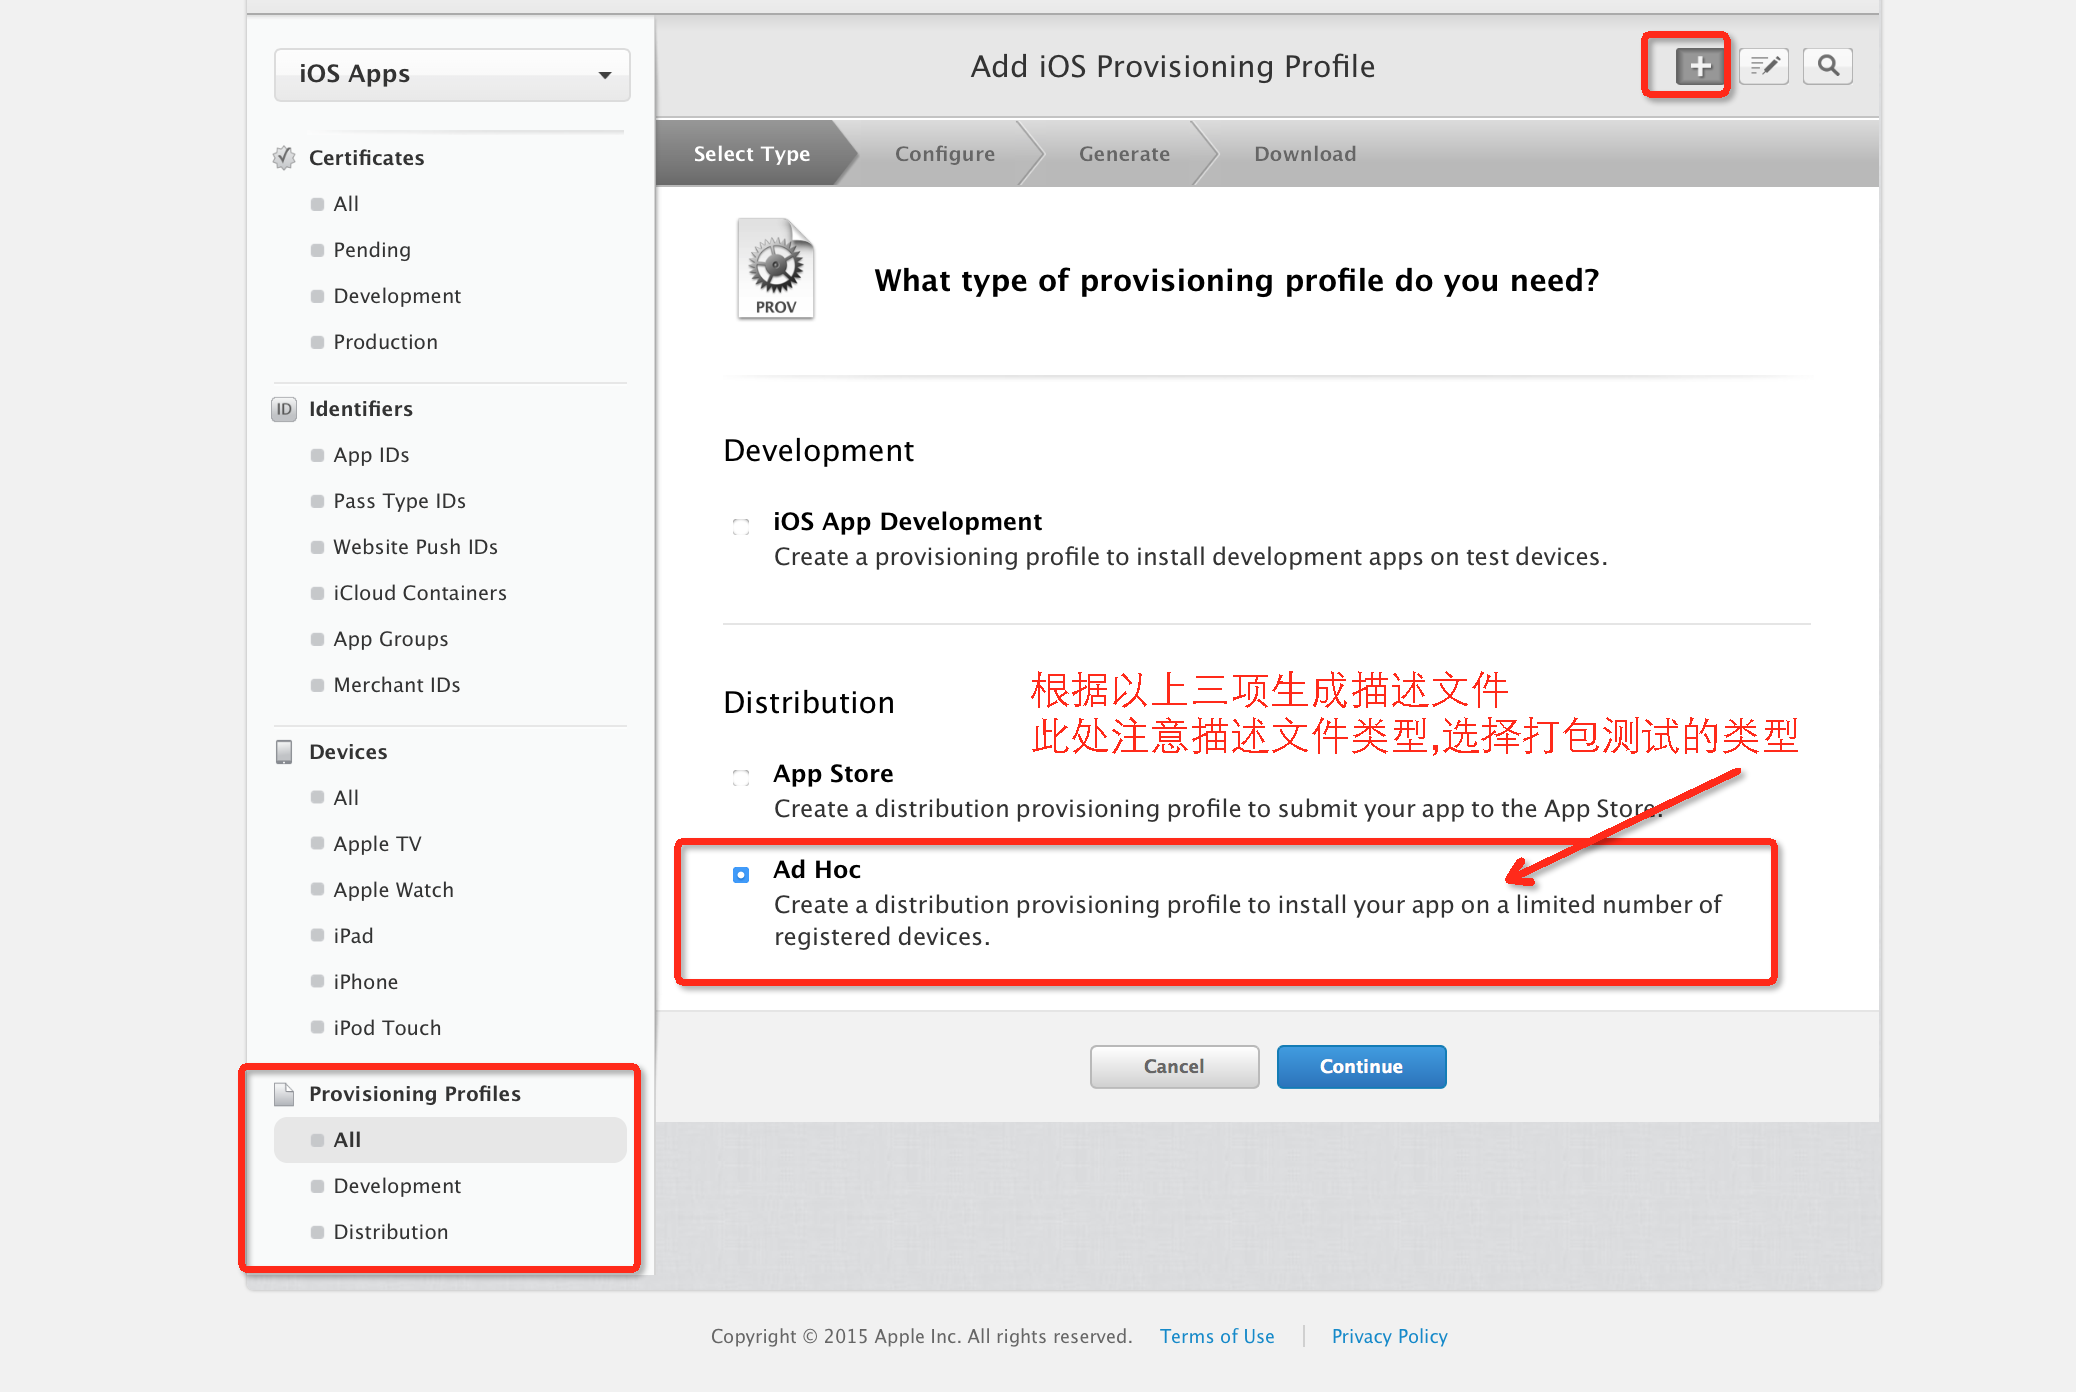 iOS Apps
Certificates
All
Pending
Development
Production
ID
Identifiers
App IDs
Pass Type IDs
Website Push IDs
iCloud Containers
App Groups
Merchant IDs
Devices
All
Apple TV
Apple Watch
iPad
iPhone
iPod Touch
Provisioning Profiles
All
Development
Distribution
Add iOS Provisioning Profile
Select Type
Configure
Generate
Download
PROV
What type of provisioning profile do you need?
Development
iOS App Development
Create a provisioning profile to install development apps on test devices.
Distribution
根据以上三项生成描述文件
此处注意描述文件类型,选择打包测试的类型
App Store
Create a distribution provisioning profile to submit your app to the App Store.
Ad Hoc
Create a distribution provisioning profile to install your app on a limited number of
registered devices.
Cancel
Continue
Copyright © 2015 Apple Inc. All rights reserved.
Terms of Use
Privacy Policy